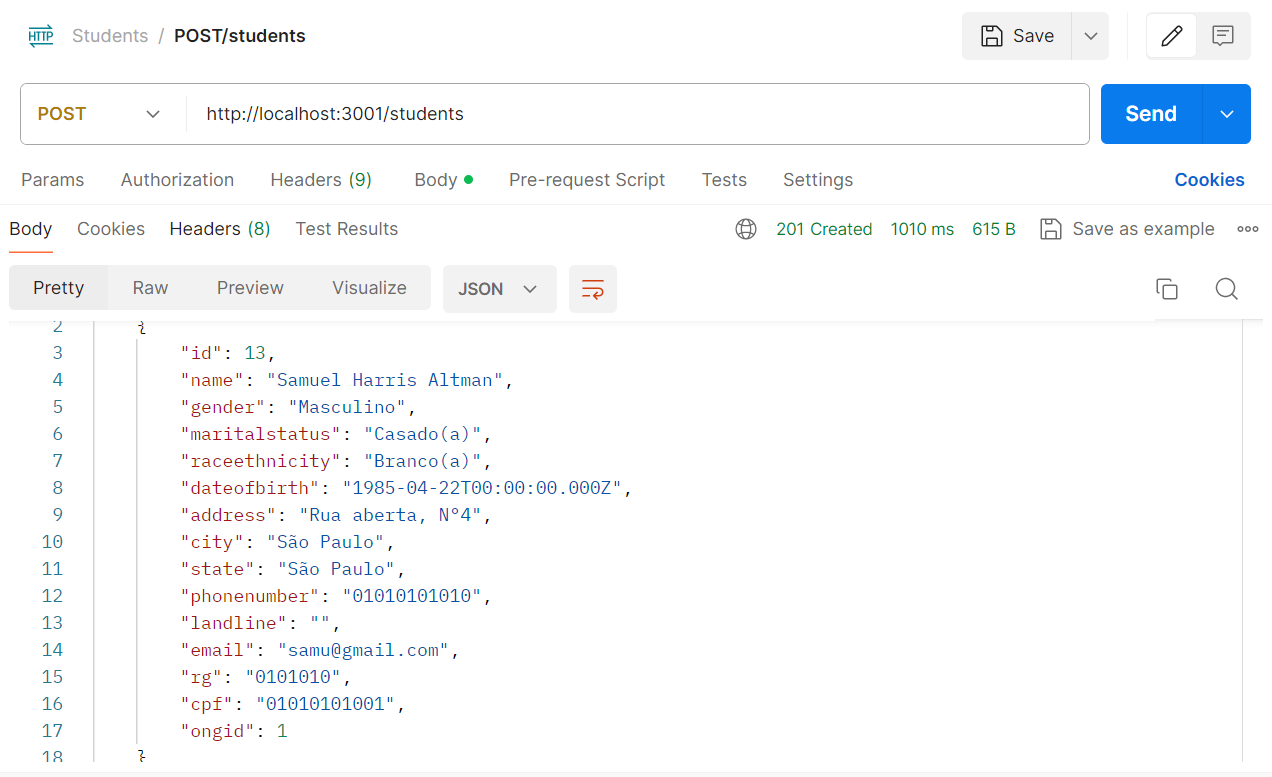 HTTP Students / POST/students Save
POST http://localhost:3001/students Send
Params Authorization Headers (9) Body Pre-request Script Tests Settings Cookies
Body Cookies Headers (8) Test Results 201 Created 1010 ms 615 B Save as example
Pretty Raw Preview Visualize JSON
2 {
3 "id": 13,
4 "name": "Samuel Harris Altman",
5 "gender": "Masculino",
6 "maritalstatus": "Casado(a)",
7 "raceethnicity": "Branco(a)",
8 "dateofbirth": "1985-04-22T00:00:00.000Z",
9 "address": "Rua aberta, N°4",
10 "city": "São Paulo",
11 "state": "São Paulo",
12 "phonenumber": "01010101010",
13 "landline": "",
14 "email": "samu@gmail.com",
15 "rg": "0101010",
16 "cpf": "01010101001",
17 "ongid": 1
18 }